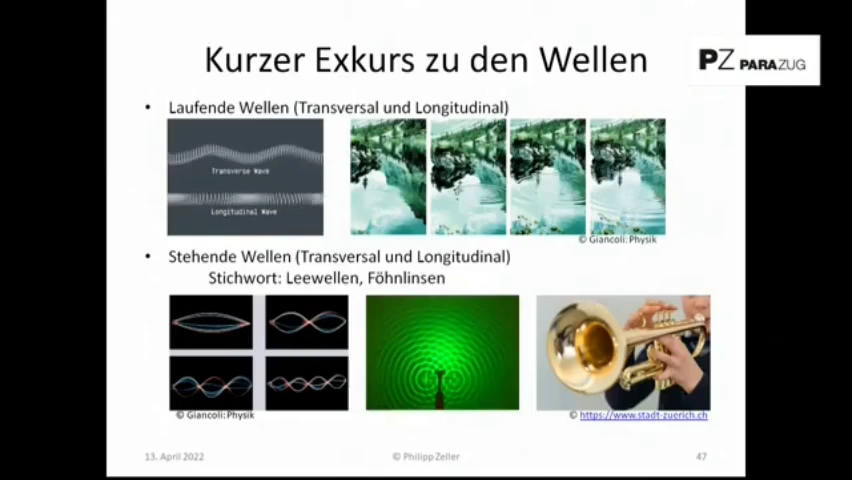 Kurzer Exkurs zu den Wellen
PZ PARAZUG
• Laufende Wellen (Transversal und Longitudinal)
Transverse Wave
Longitudinal Wave
© Giancoli: Physik
• Stehende Wellen (Transversal und Longitudinal)
Stichwort: Leewellen, Föhnlinsen
© Giancoli: Physik
© https://www.stadt-zuerich.ch
13. April 2022
© Philipp Zeller
47